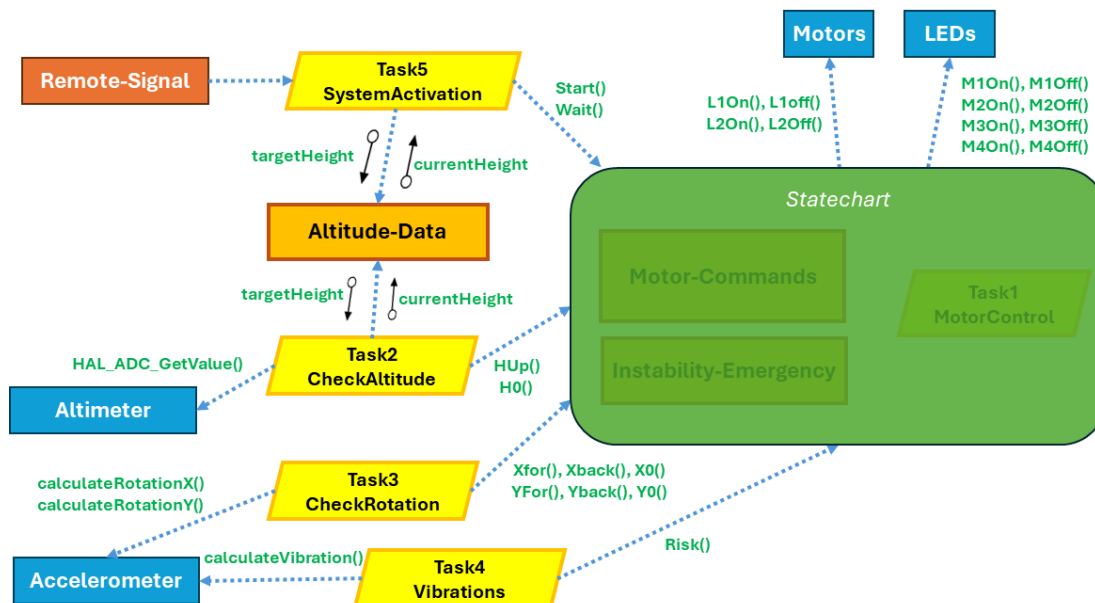 Motors
LEDs
Remote-Signal
Task5
SystemActivation
Start()
Wait()
L1On(), L1off()
L2On(), L2Off()
M1On(), M1Off()
M2On(), M2Off()
M3On(), M3Off()
M4On(), M4Off()
targetHeight
currentHeight
Statechart
Altitude-Data
Motor-Commands
Task1
MotorControl
targetHeight
currentHeight
HAL_ADC_GetValue()
Task2
CheckAltitude
HUp()
H0()
Instability-Emergency
Altimeter
calculateRotationX()
calculateRotationY()
Task3
CheckRotation
Xfor(), Xback(), X0()
YFor(), Yback(), Y0()
Accelerometer
calculateVibration()
Task4
Vibrations
Risk()